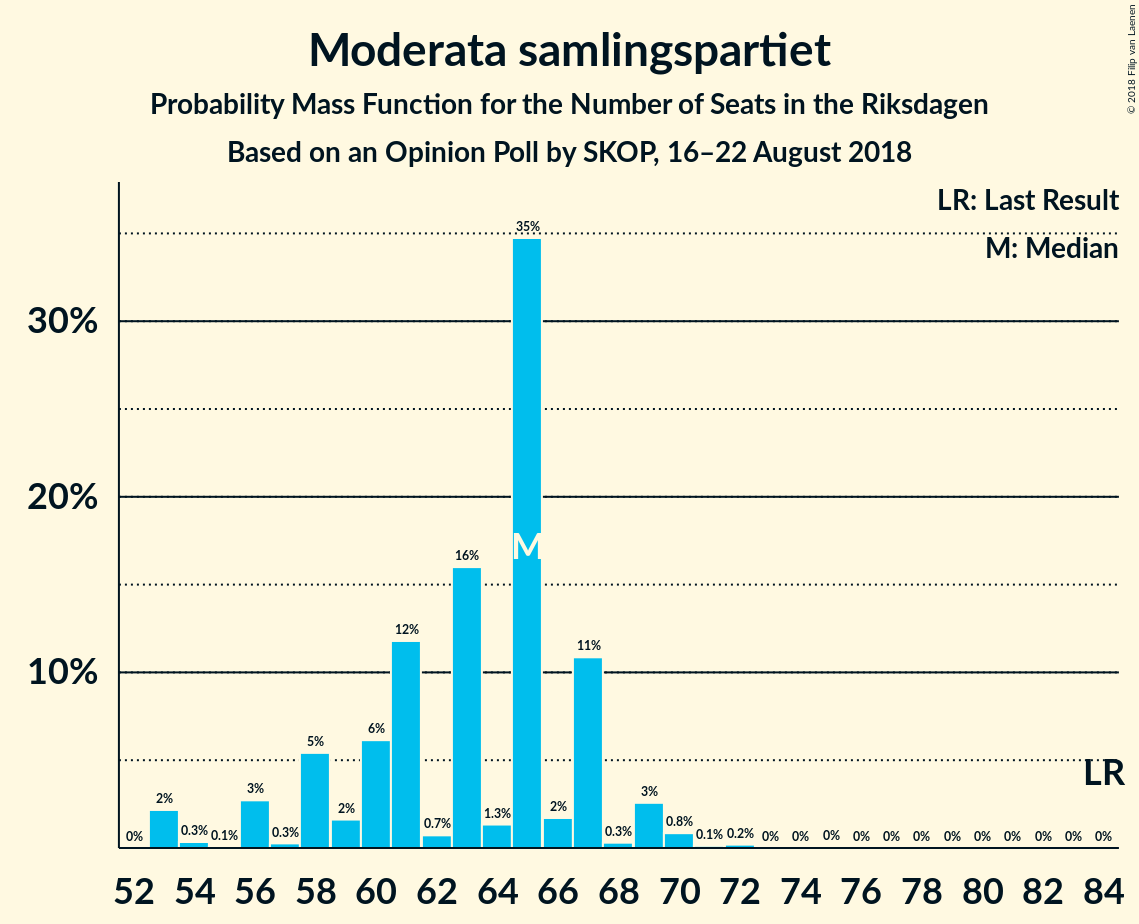 Moderata samlingspartiet
Probability Mass Function for the Number of Seats in the Riksdagen
Based on an Opinion Poll by SKOP, 16–22 August 2018
© 2018 Filip van Laenen
LR: Last Result
M: Median
30%
20%
10%
0% 2% 0.3% 0.1% 3% 0.3% 5% 2% 6% 12% 0.7% 16% 1.3% 35% 2% 11% 0.3% 3% 0.8% 0.1% 0.2% 0% 0% 0% 0% 0% 0% 0% 0% 0% 0% 0% 0%
M
LR
52 54 56 58 60 62 64 66 68 70 72 74 76 78 80 82 84